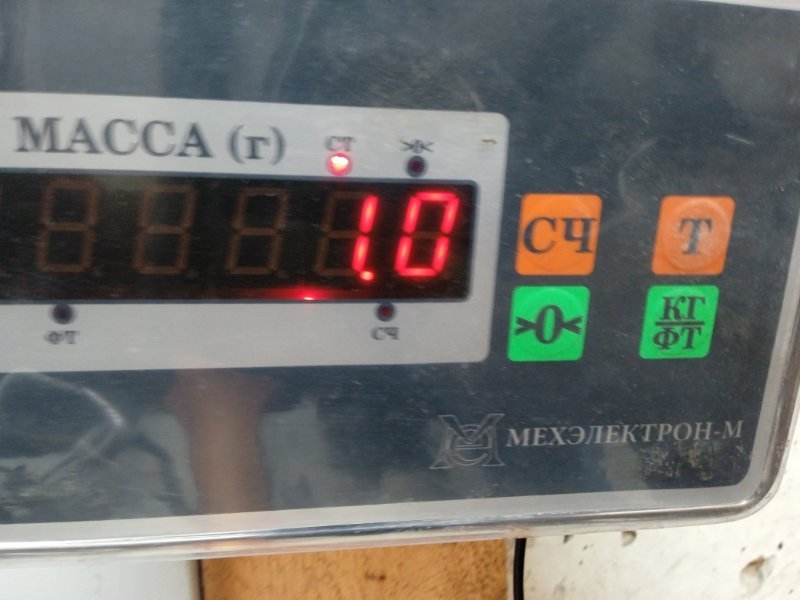 МАССА (г)
СТ
>0<
1.0
ФТ
СЧ
СЧ
Т
>0<
КГ
ФТ
МЕХЭЛЕКТРОН-М